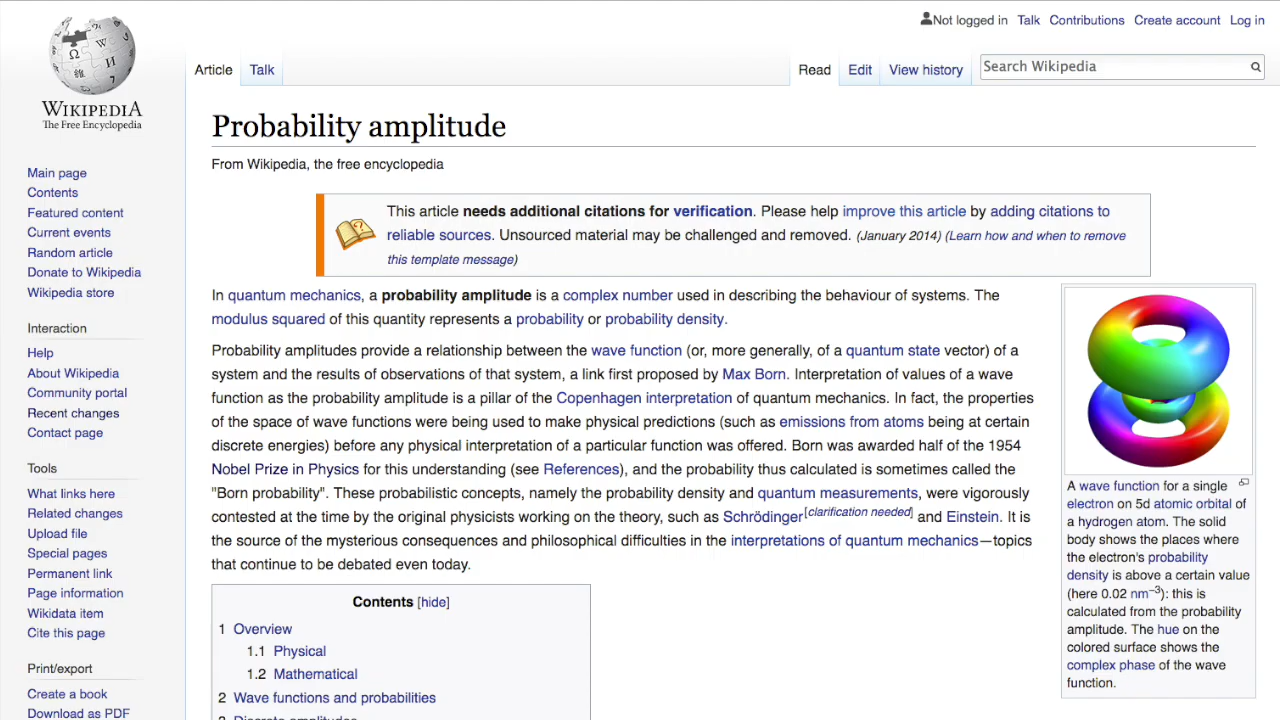 Not logged in Talk Contributions Create account Log in
Article Talk Read Edit View history Search Wikipedia
WIKIPEDIA
The Free Encyclopedia
Main page
Contents
Featured content
Current events
Random article
Donate to Wikipedia
Wikipedia store
Interaction
Help
About Wikipedia
Community portal
Recent changes
Contact page
Tools
What links here
Related changes
Upload file
Special pages
Permanent link
Page information
Wikidata item
Cite this page
Print/export
Create a book
Download as PDF
Probability amplitude
From Wikipedia, the free encyclopedia
This article needs additional citations for verification. Please help improve this article by adding citations to
reliable sources. Unsourced material may be challenged and removed. (January 2014) (Learn how and when to remove
this template message)
In quantum mechanics, a probability amplitude is a complex number used in describing the behaviour of systems. The
modulus squared of this quantity represents a probability or probability density.
Probability amplitudes provide a relationship between the wave function (or, more generally, of a quantum state vector) of a
system and the results of observations of that system, a link first proposed by Max Born. Interpretation of values of a wave
function as the probability amplitude is a pillar of the Copenhagen interpretation of quantum mechanics. In fact, the properties
of the space of wave functions were being used to make physical predictions (such as emissions from atoms being at certain
discrete energies) before any physical interpretation of a particular function was offered. Born was awarded half of the 1954
Nobel Prize in Physics for this understanding (see References), and the probability thus calculated is sometimes called the
"Born probability". These probabilistic concepts, namely the probability density and quantum measurements, were vigorously
contested at the time by the original physicists working on the theory, such as Schrödinger[clarification needed] and Einstein. It is
the source of the mysterious consequences and philosophical difficulties in the interpretations of quantum mechanics—topics
that continue to be debated even today.
Contents [hide]
1 Overview
1.1 Physical
1.2 Mathematical
2 Wave functions and probabilities
3 Discrete amplitudes
A wave function for a single
electron on 5d atomic orbital of
a hydrogen atom. The solid
body shows the places where
the electron's probability
density is above a certain value
(here 0.02 nm⁻³): this is
calculated from the probability
amplitude. The hue on the
colored surface shows the
complex phase of the wave
function.